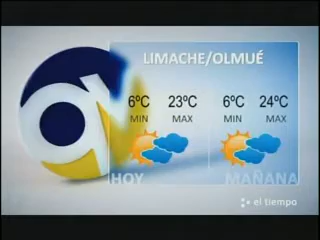 LIMACHE/OLMUÉ
6ºC 23ºC 6ºC 24ºC
MIN MAX MIN MAX
HOY MAÑANA
el tiempo